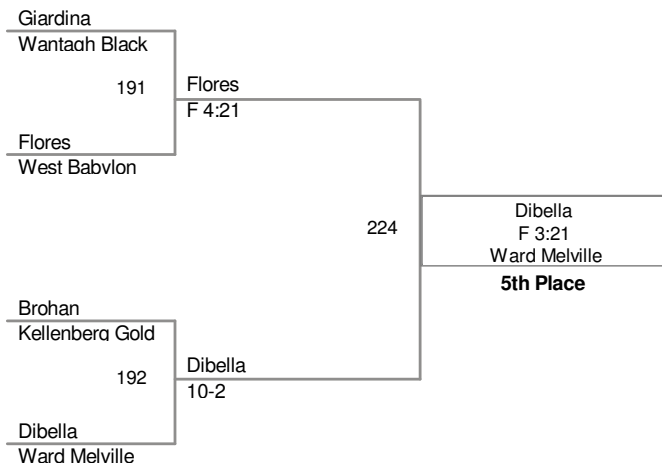 Giardina
Wantagh Black
191
Flores
F 4:21
Flores
West Babylon
224
Dibella
F 3:21
Ward Melville
5th Place
Brohan
Kellenberg Gold
192
Dibella
10-2
Dibella
Ward Melville